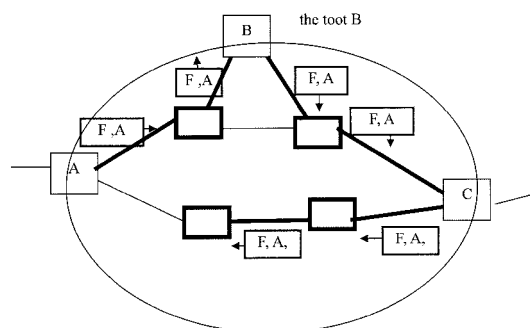 the toot B
B
F ,A
F, A
F ,A
F, A
A
C
F, A,
F, A,